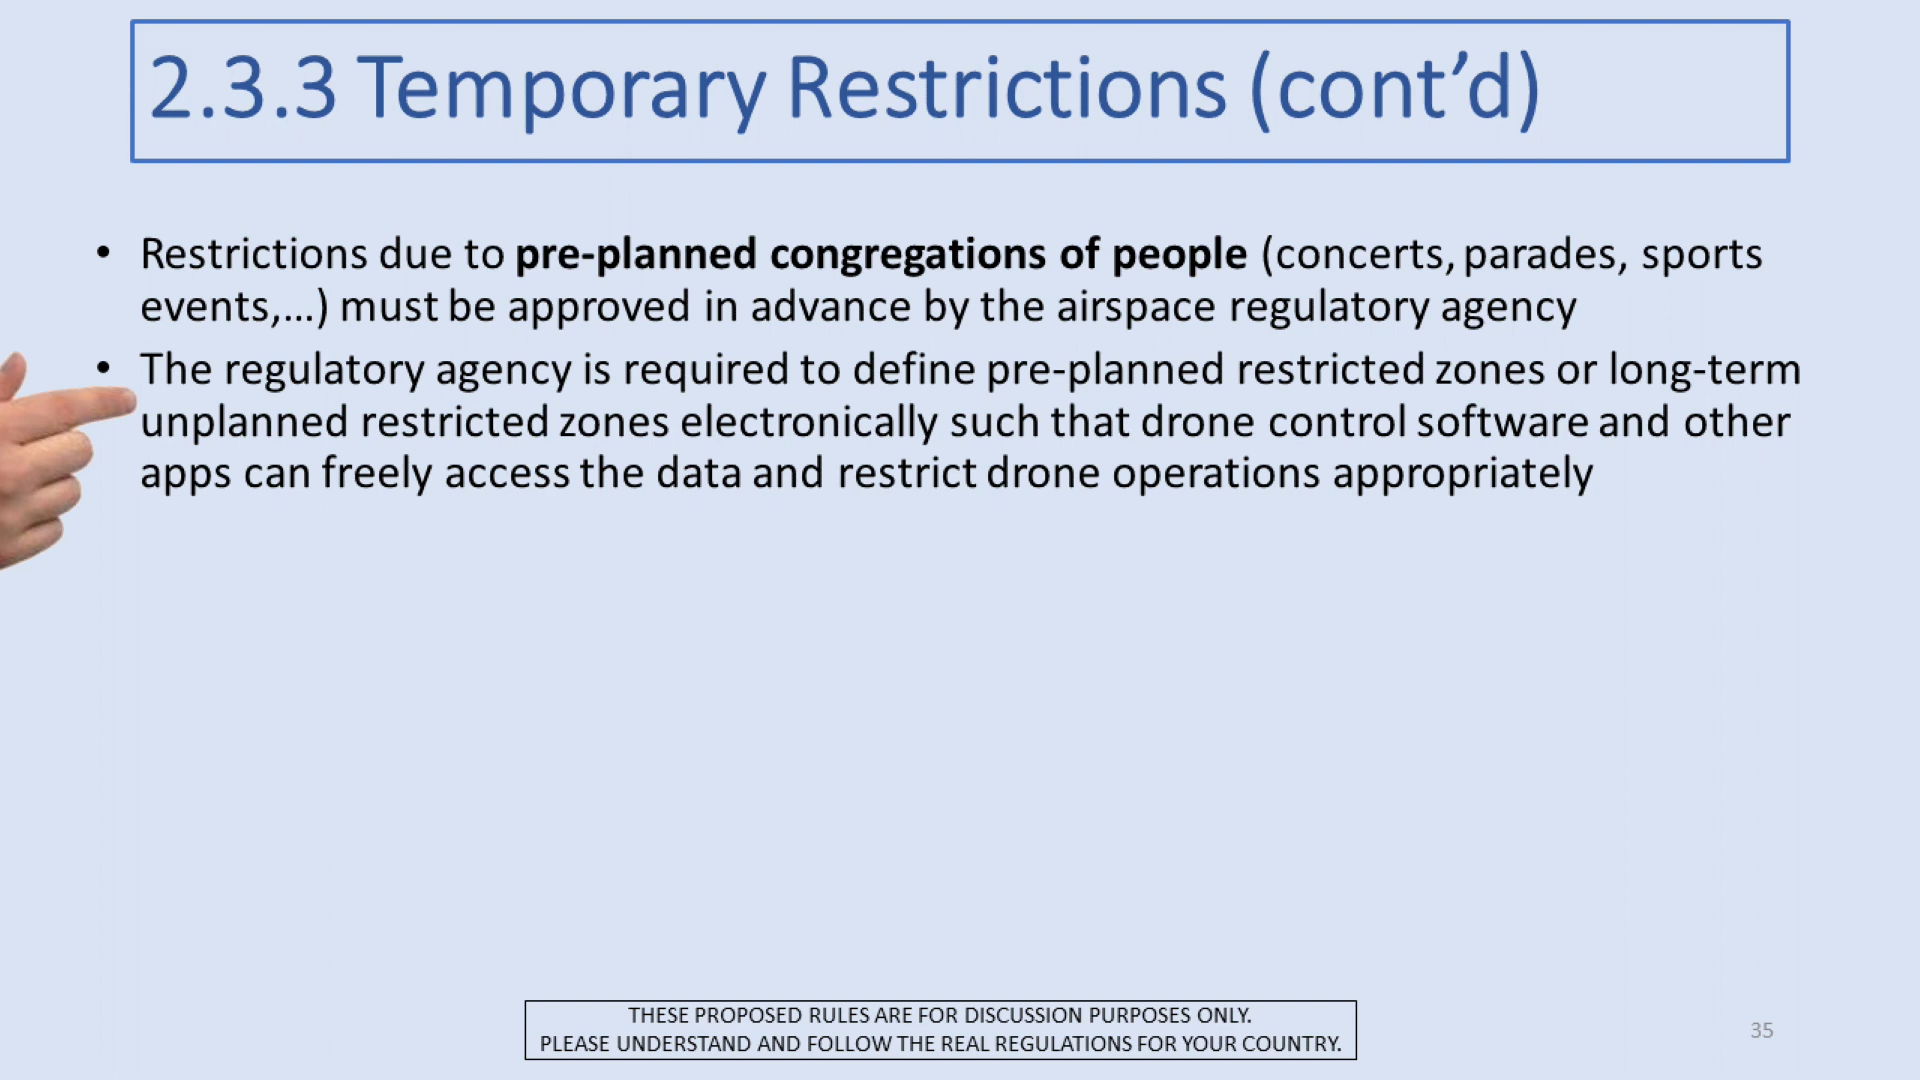 2.3.3 Temporary Restrictions (cont’d)
• Restrictions due to pre-planned congregations of people (concerts, parades, sports
events,...) must be approved in advance by the airspace regulatory agency
• The regulatory agency is required to define pre-planned restricted zones or long-term
unplanned restricted zones electronically such that drone control software and other
apps can freely access the data and restrict drone operations appropriately
THESE PROPOSED RULES ARE FOR DISCUSSION PURPOSES ONLY.
PLEASE UNDERSTAND AND FOLLOW THE REAL REGULATIONS FOR YOUR COUNTRY.
35